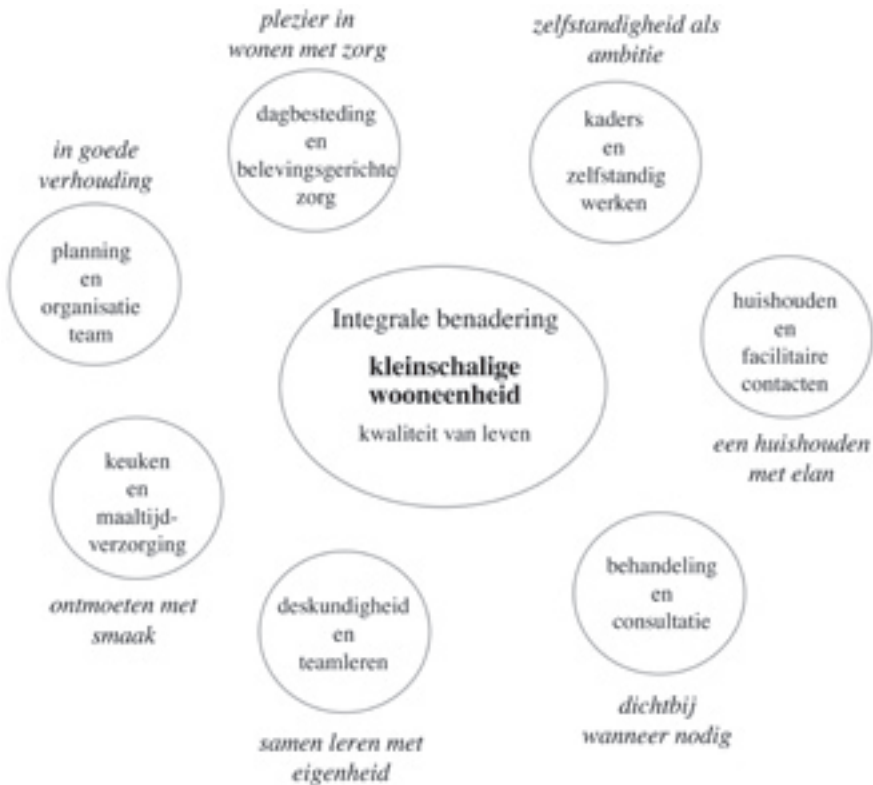 plezier in
wonen met zorg
dagbesteding
en
belevingsgerichte
zorg
zelfstandigheid als
ambitie
kaders
en
zelfstandig
werken
in goede
verhouding
planning
en
organisatie
team
Integrale benadering
kleinschalige
wooneenheid
kwaliteit van leven
huishouden
en
facilitaire
contacten
een huishouden
met elan
keuken
en
maaltijd-
verzorging
ontmoeten met
smaak
deskundigheid
en
teamleren
samen leren met
eigenheid
behandeling
en
consultatie
dichtbij
wanneer nodig